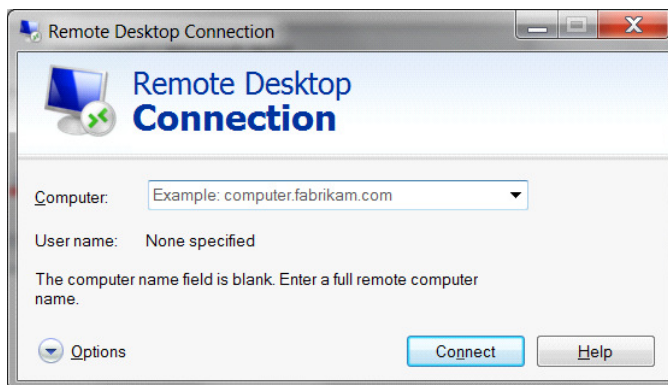 Remote Desktop Connection
Remote Desktop
Connection
Computer:
Example: computer.fabrikam.com
User name:
None specified
The computer name field is blank. Enter a full remote computer
name.
Options
Connect
Help